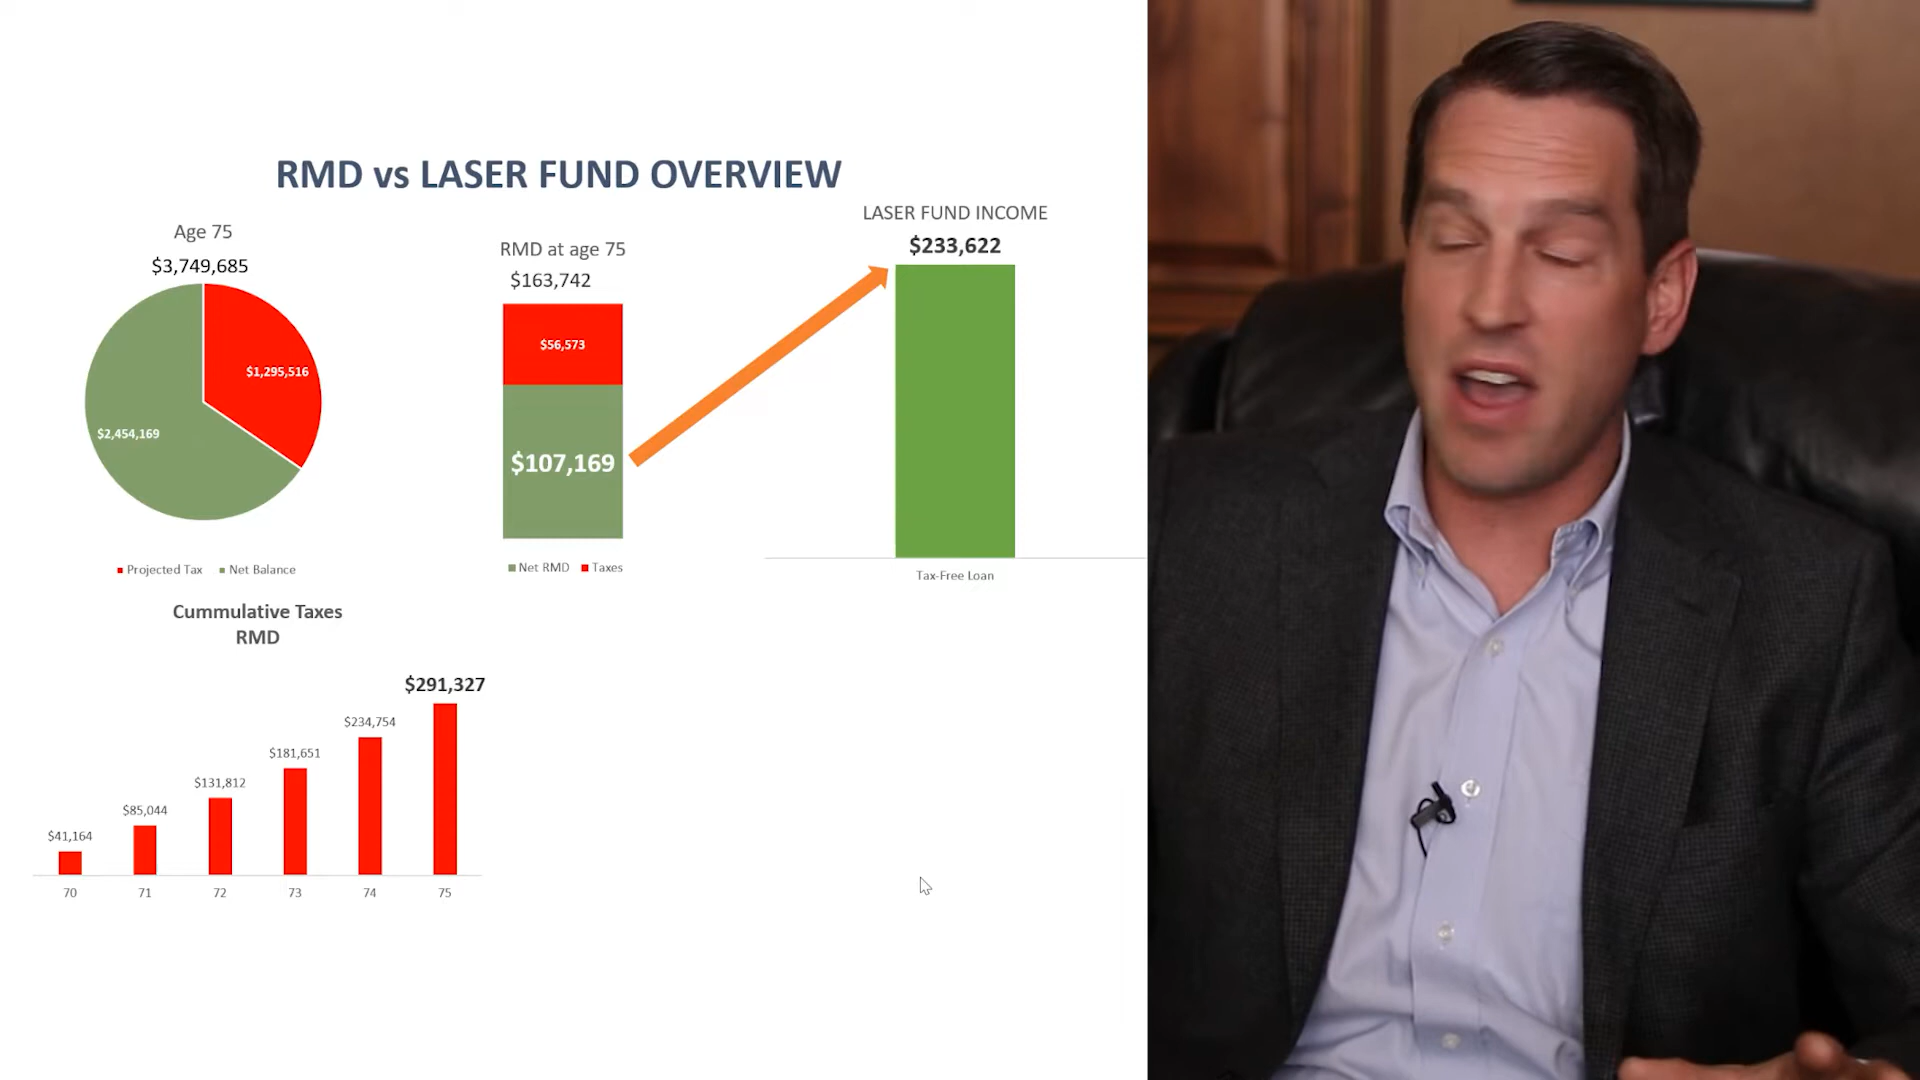 RMD vs LASER FUND OVERVIEW
Age 75
$3,749,685
$1,295,516
$2,454,169
Projected Tax Net Balance
RMD at age 75
$163,742
$56,573
$107,169
Net RMD Taxes
LASER FUND INCOME
$233,622
Tax-Free Loan
Cummulative Taxes
RMD
$41,164
$85,044
$131,812
$181,651
$234,754
$291,327
70 71 72 73 74 75